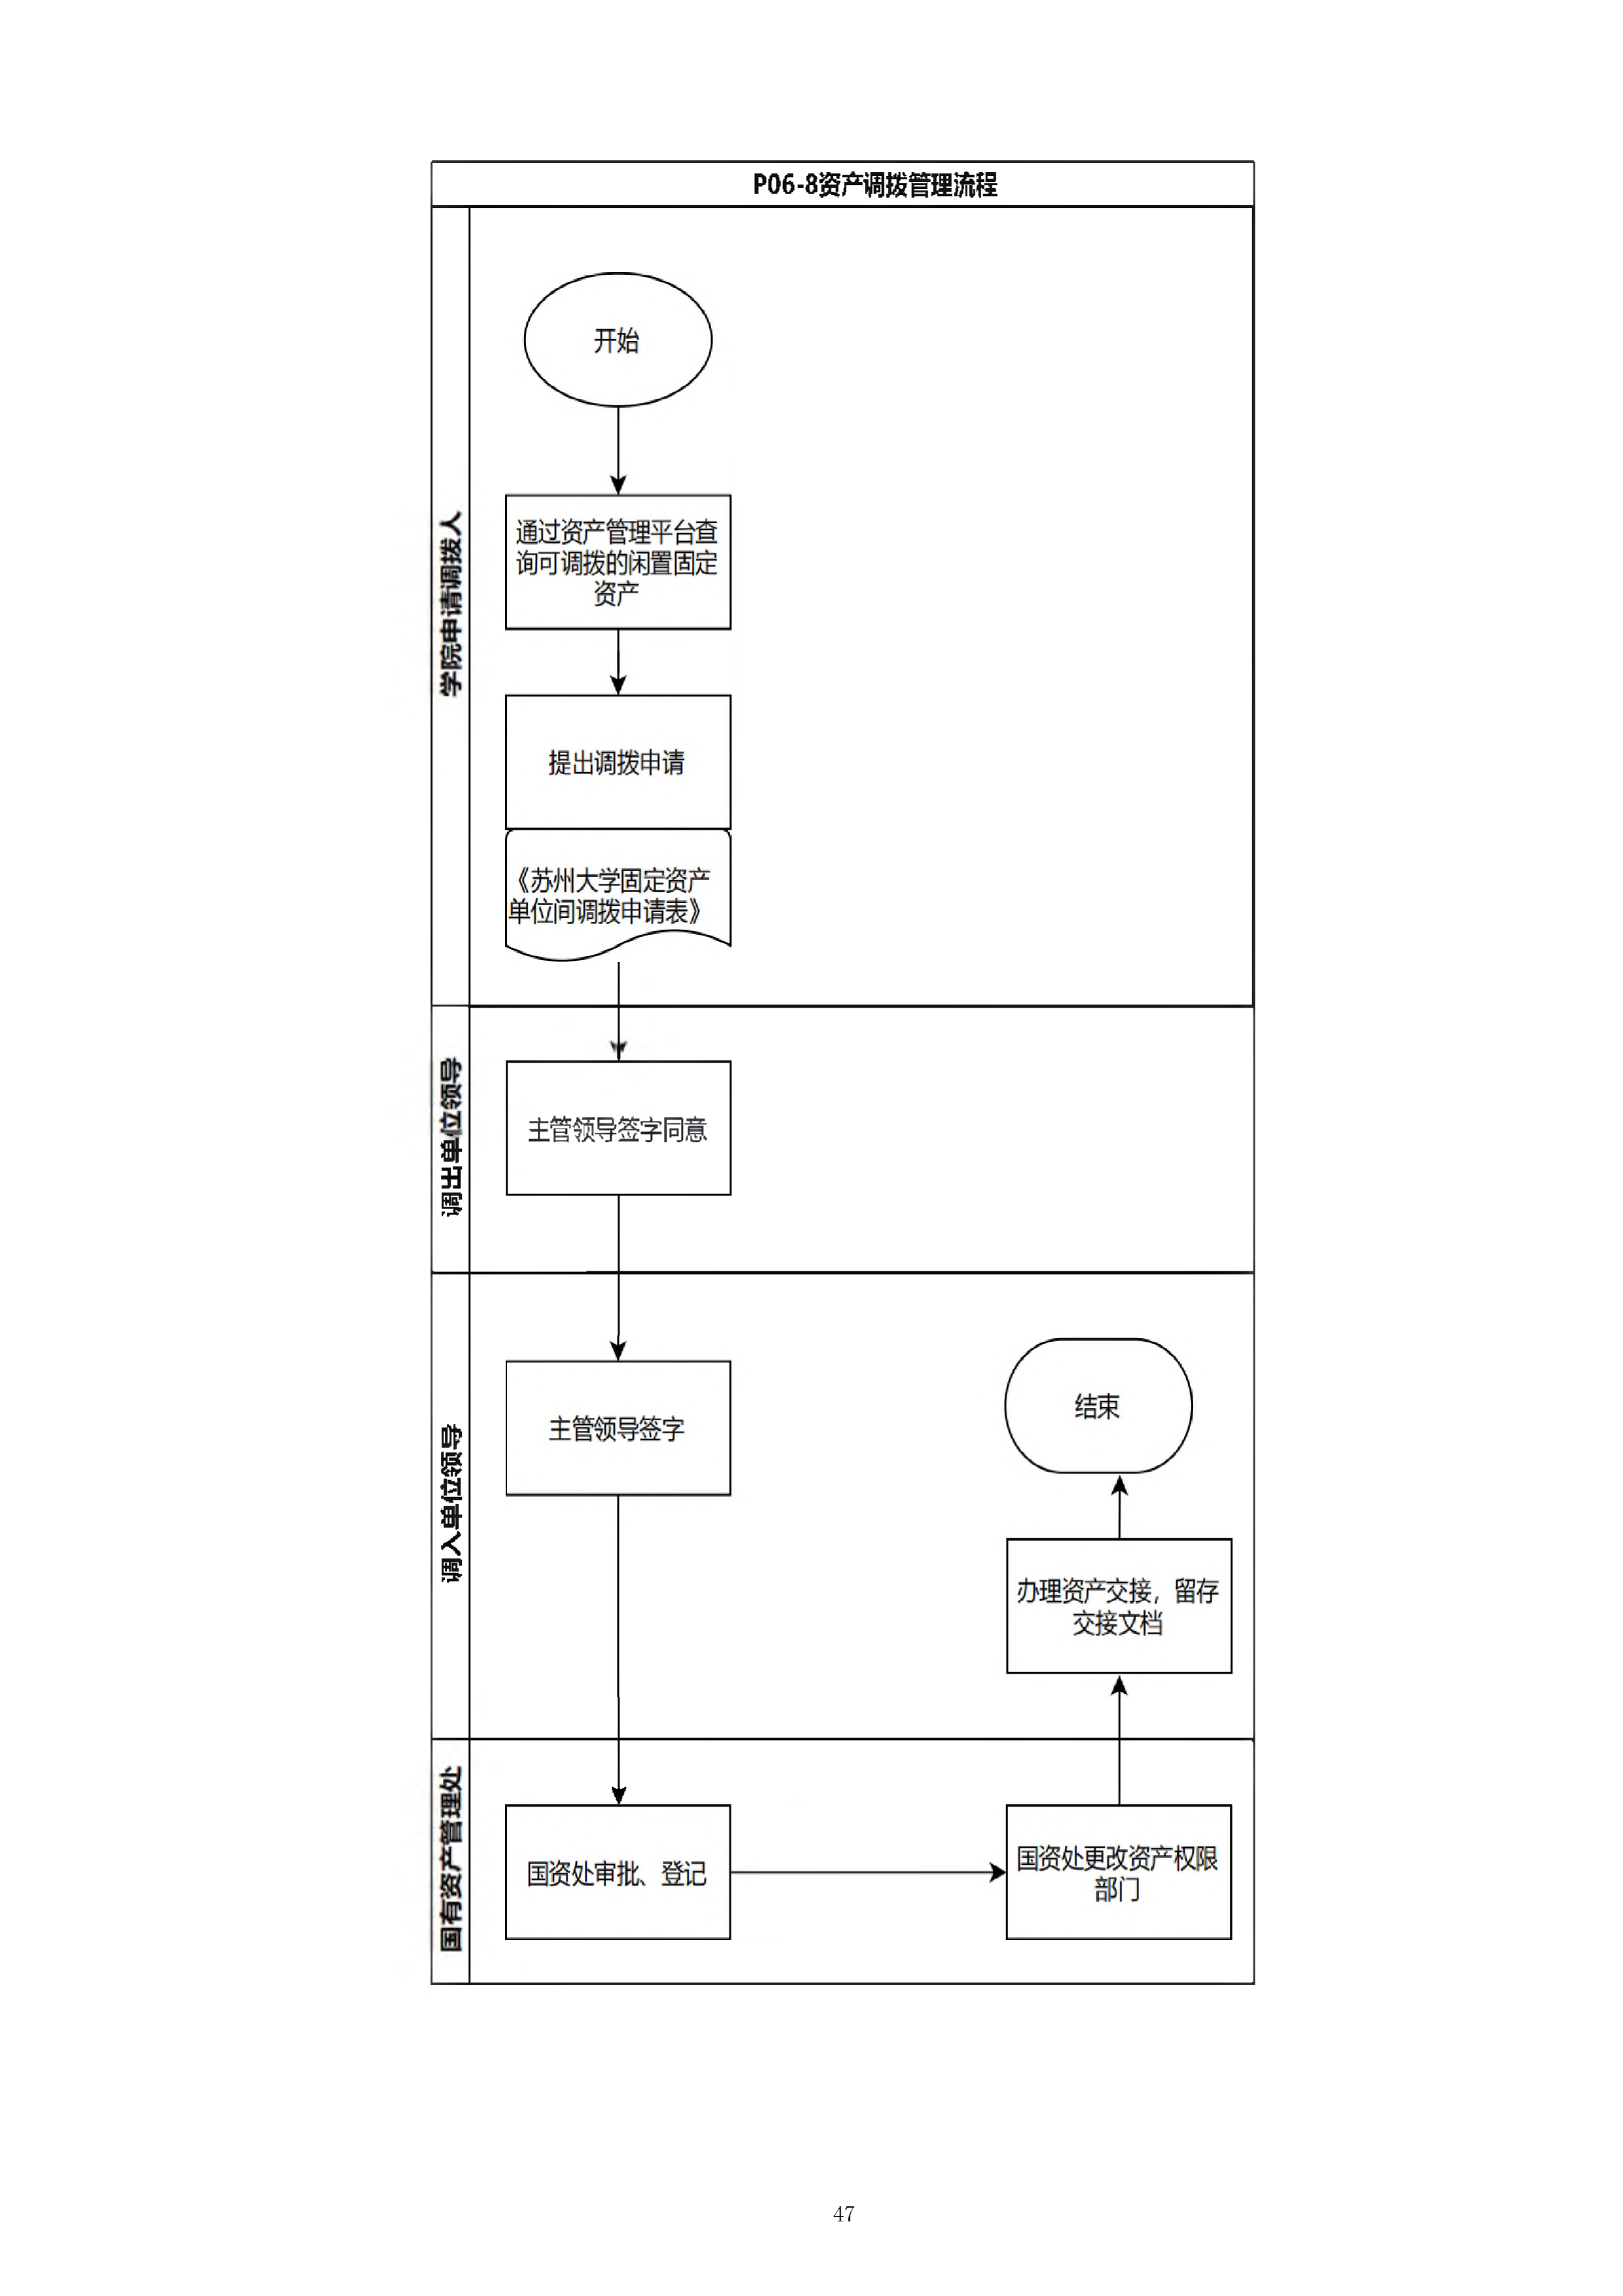 P06-8资产调拨管理流程
学院申请调拨人
开始
通过资产管理平台查
询可调拨的闲置固定
资产
提出调拨申请
《苏州大学固定资产
单位间调拨申请表》
调出单位领导
主管领导签字同意
调入单位领导
主管领导签字
结束
办理资产交接，留存
交接文档
国有资产管理处
国资处审批、登记
国资处更改资产权限
部门
47